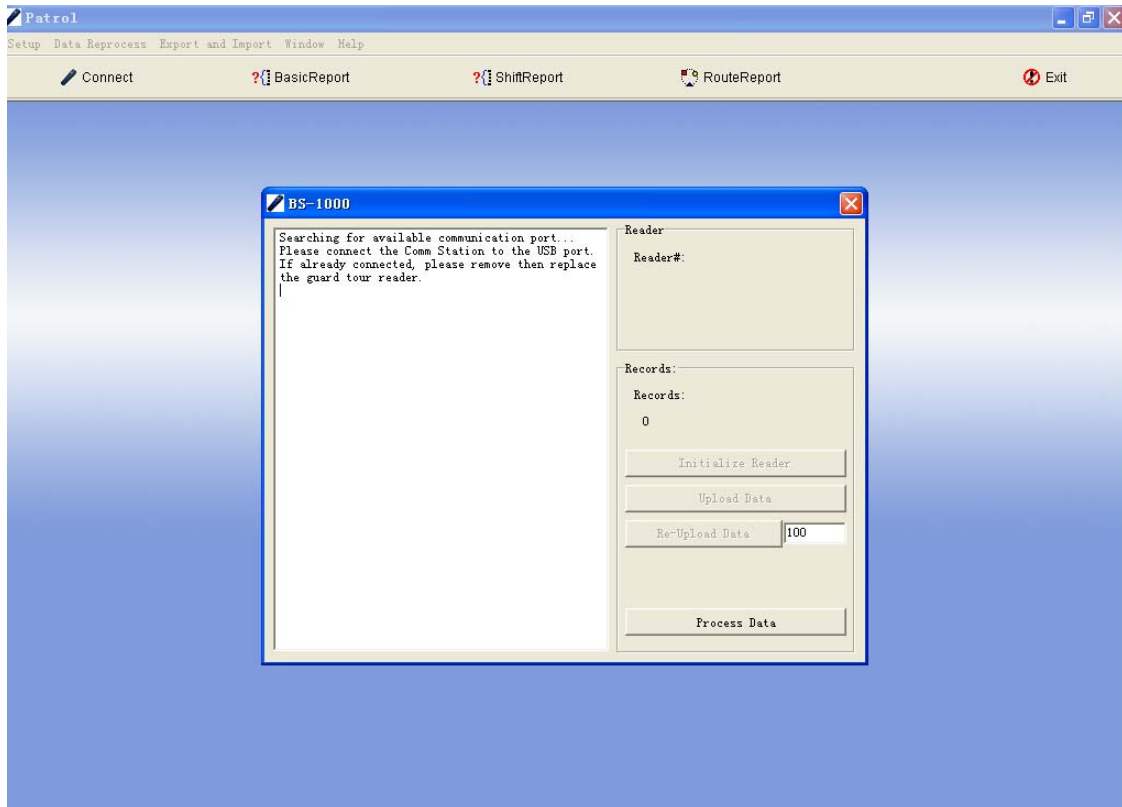 Patrol
Setup Data Reprocess Export and Import Window Help
Connect ?{] BasicReport ?{] ShiftReport RouteReport Exit
BS-1000
Searching for available communication port...
Please connect the Comm Station to the USB port.
If already connected, please remove then replace
the guard tour reader.
Reader
Reader#:
Records:
Records:
0
Initialize Reader
Upload Data
Re-Upload Data 100
Process Data